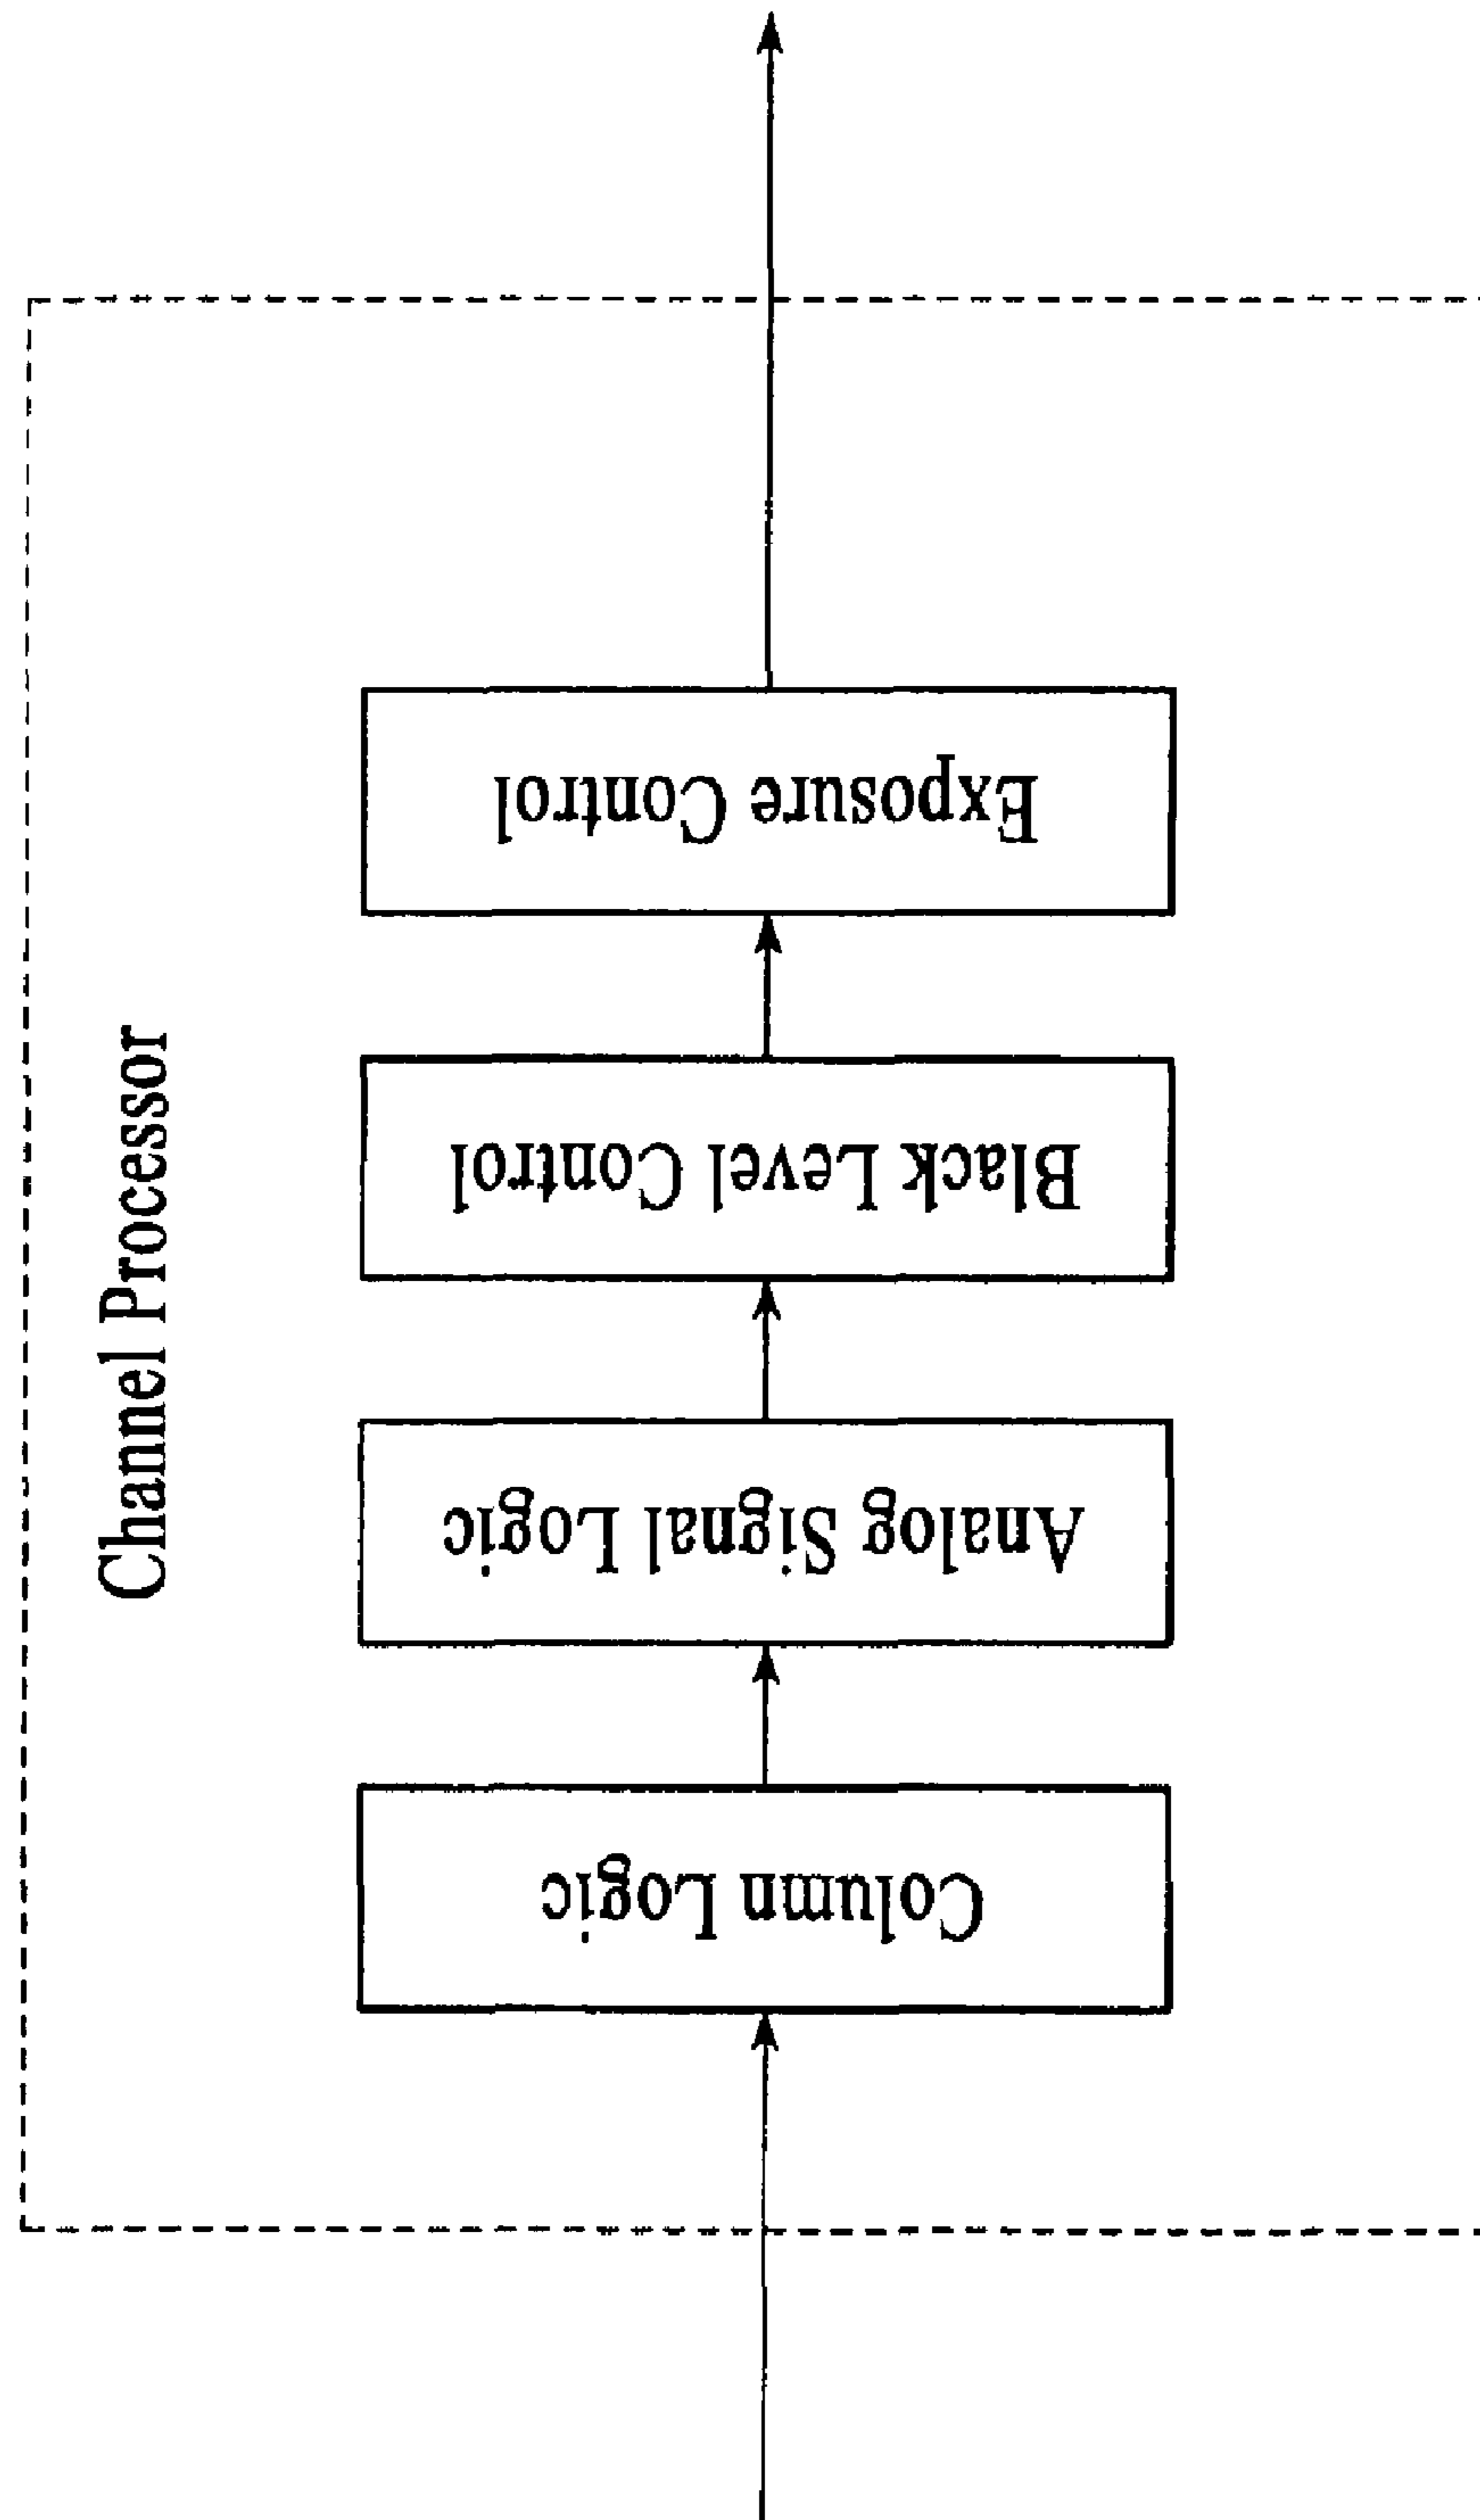 Channel Processor
Column Logic
Analog Signal Logic
Black Level Control
Exposure Control